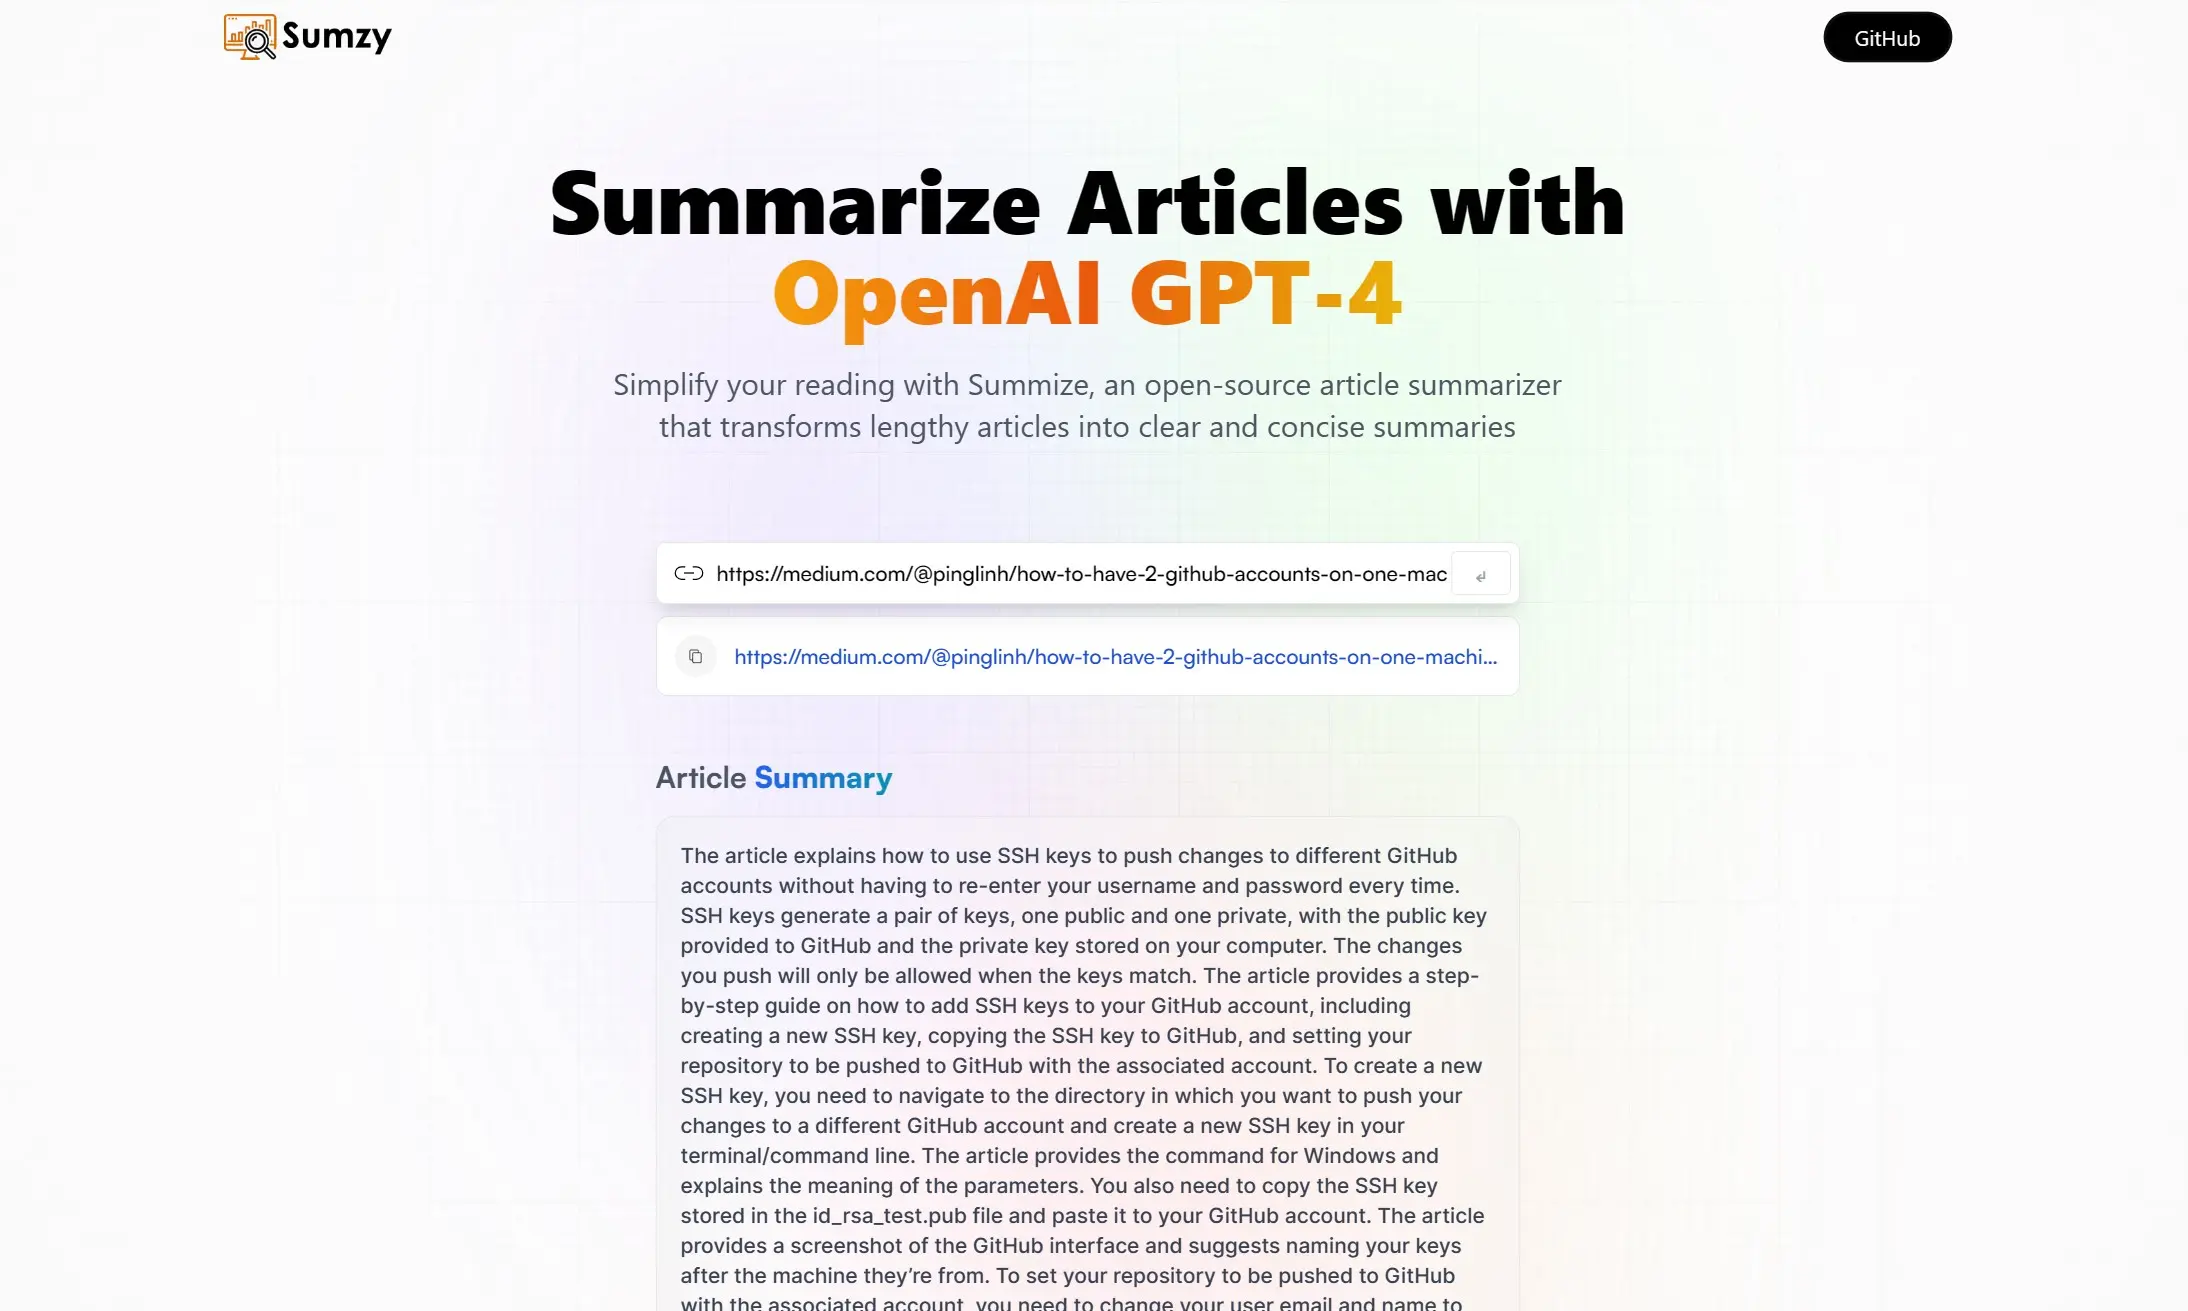 Sumzy
GitHub
Summarize Articles with
OpenAI GPT-4
Simplify your reading with Summize, an open-source article summarizer
that transforms lengthy articles into clear and concise summaries
https://medium.com/@pinglinh/how-to-have-2-github-accounts-on-one-mac
https://medium.com/@pinglinh/how-to-have-2-github-accounts-on-one-machi...
Article Summary
The article explains how to use SSH keys to push changes to different GitHub
accounts without having to re-enter your username and password every time.
SSH keys generate a pair of keys, one public and one private, with the public key
provided to GitHub and the private key stored on your computer. The changes
you push will only be allowed when the keys match. The article provides a step-
by-step guide on how to add SSH keys to your GitHub account, including
creating a new SSH key, copying the SSH key to GitHub, and setting your
repository to be pushed to GitHub with the associated account. To create a new
SSH key, you need to navigate to the directory in which you want to push your
changes to a different GitHub account and create a new SSH key in your
terminal/command line. The article provides the command for Windows and
explains the meaning of the parameters. You also need to copy the SSH key
stored in the id_rsa_test.pub file and paste it to your GitHub account. The article
provides a screenshot of the GitHub interface and suggests naming your keys
after the machine they’re from. To set your repository to be pushed to GitHub
with the associated account, you need to change your user email and name to